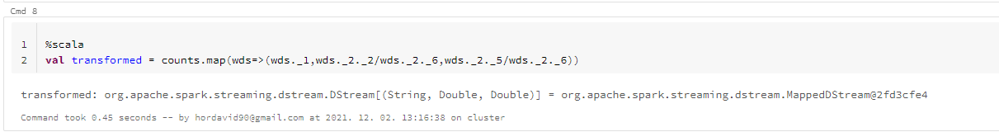 Cmd 8
1 %scala
2 val transformed = counts.map(wds=>(wds._1,wds._2._2/wds._2._6,wds._2._5/wds._2._6))
transformed: org.apache.spark.streaming.dstream.DStream[(String, Double, Double)] = org.apache.spark.streaming.dstream.MappedDStream@2fd3cfe4
Command took 0.45 seconds -- by hordavid90@gmail.com at 2021. 12. 02. 13:16:38 on cluster